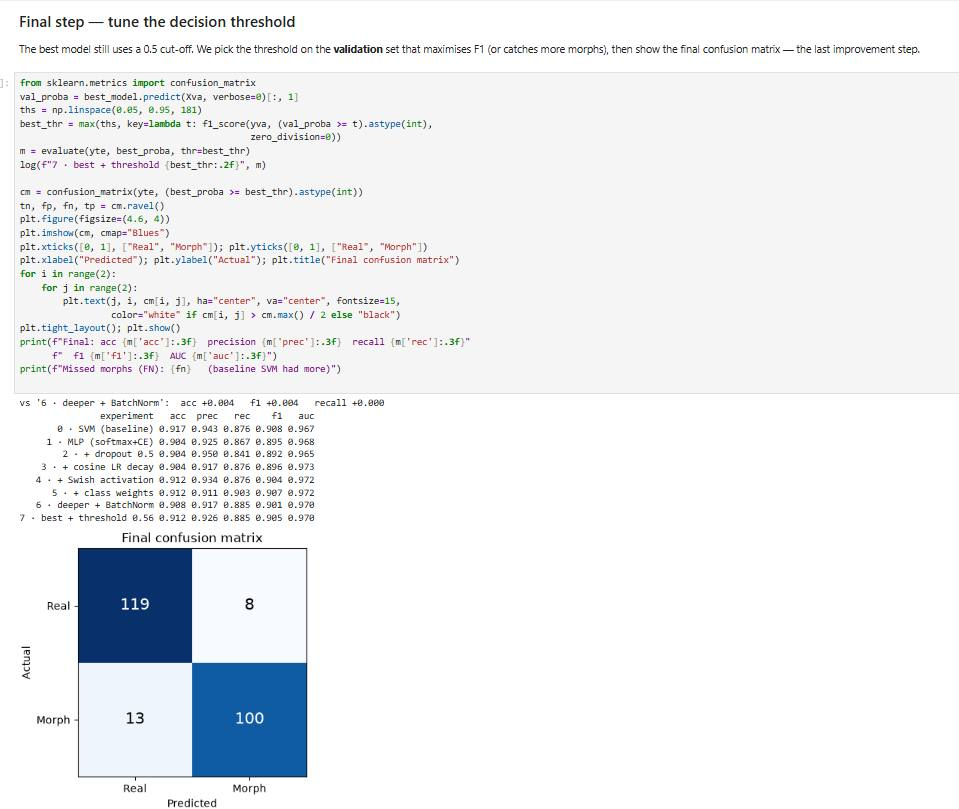 Final step — tune the decision threshold
The best model still uses a 0.5 cut-off. We pick the threshold on the validation set that maximises F1 (or catches more morphs), then show the final confusion matrix — the last improvement step.
]:
from sklearn.metrics import confusion_matrix
val_proba = best_model.predict(Xva, verbose=0)[:, 1]
ths = np.linspace(0.05, 0.95, 181)
best_thr = max(ths, key=lambda t: f1_score(yva, (val_proba >= t).astype(int),
zero_division=0))
m = evaluate(yte, best_proba, thr=best_thr)
log(f"7 · best + threshold {best_thr:.2f}", m)
cm = confusion_matrix(yte, (best_proba >= best_thr).astype(int))
tn, fp, fn, tp = cm.ravel()
plt.figure(figsize=(4.6, 4))
plt.imshow(cm, cmap="Blues")
plt.xticks([0, 1], ["Real", "Morph"]); plt.yticks([0, 1], ["Real", "Morph"])
plt.xlabel("Predicted"); plt.ylabel("Actual"); plt.title("Final confusion matrix")
for i in range(2):
for j in range(2):
plt.text(j, i, cm[i, j], ha="center", va="center", fontsize=15,
color="white" if cm[i, j] > cm.max() / 2 else "black")
plt.tight_layout(); plt.show()
print(f"Final: acc {m['acc']:.3f}  precision {m['prec']:.3f}  recall {m['rec']:.3f}"
f"  f1 {m['f1']:.3f}  AUC {m['auc']:.3f}")
print(f"Missed morphs (FN): {fn}   (baseline SVM had more)")
vs '6 · deeper + BatchNorm':  acc +0.004   f1 +0.004   recall +0.000
experiment   acc  prec   rec    f1   auc
0 · SVM (baseline) 0.917 0.943 0.876 0.908 0.967
1 · MLP (softmax+CE) 0.904 0.925 0.867 0.895 0.968
2 · + dropout 0.5 0.904 0.950 0.841 0.892 0.965
3 · + cosine LR decay 0.904 0.917 0.876 0.896 0.973
4 · + Swish activation 0.912 0.934 0.876 0.904 0.972
5 · + class weights 0.912 0.911 0.903 0.907 0.972
6 · deeper + BatchNorm 0.908 0.917 0.885 0.901 0.970
7 · best + threshold 0.56 0.912 0.926 0.885 0.905 0.970
Final confusion matrix
Real
119
8
Actual
Morph
13
100
Real
Morph
Predicted